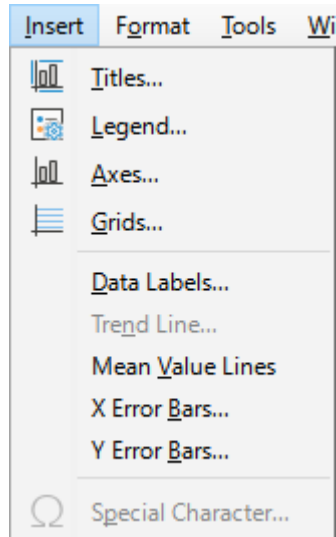 Insert Format Tools Wi
Titles...
Legend...
Axes...
Grids...
Data Labels...
Trend Line...
Mean Value Lines
X Error Bars...
Y Error Bars...
Special Character...